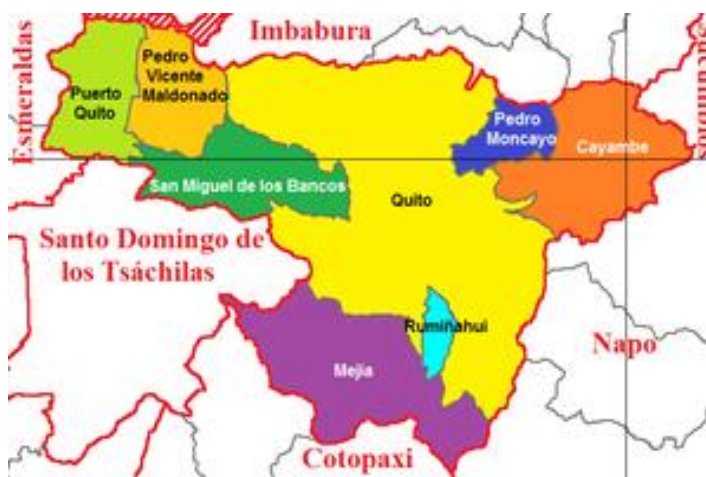 Imbabura
Esmeraldas
Sucumbíos
Pedro
Vicente
Maldonado
Puerto
Quito
Pedro
Moncayo
Cayambe
San Miguel de los Bancos
Quito
Santo Domingo de
los Tsáchilas
Rumiñahui
Napo
Mejía
Cotopaxi